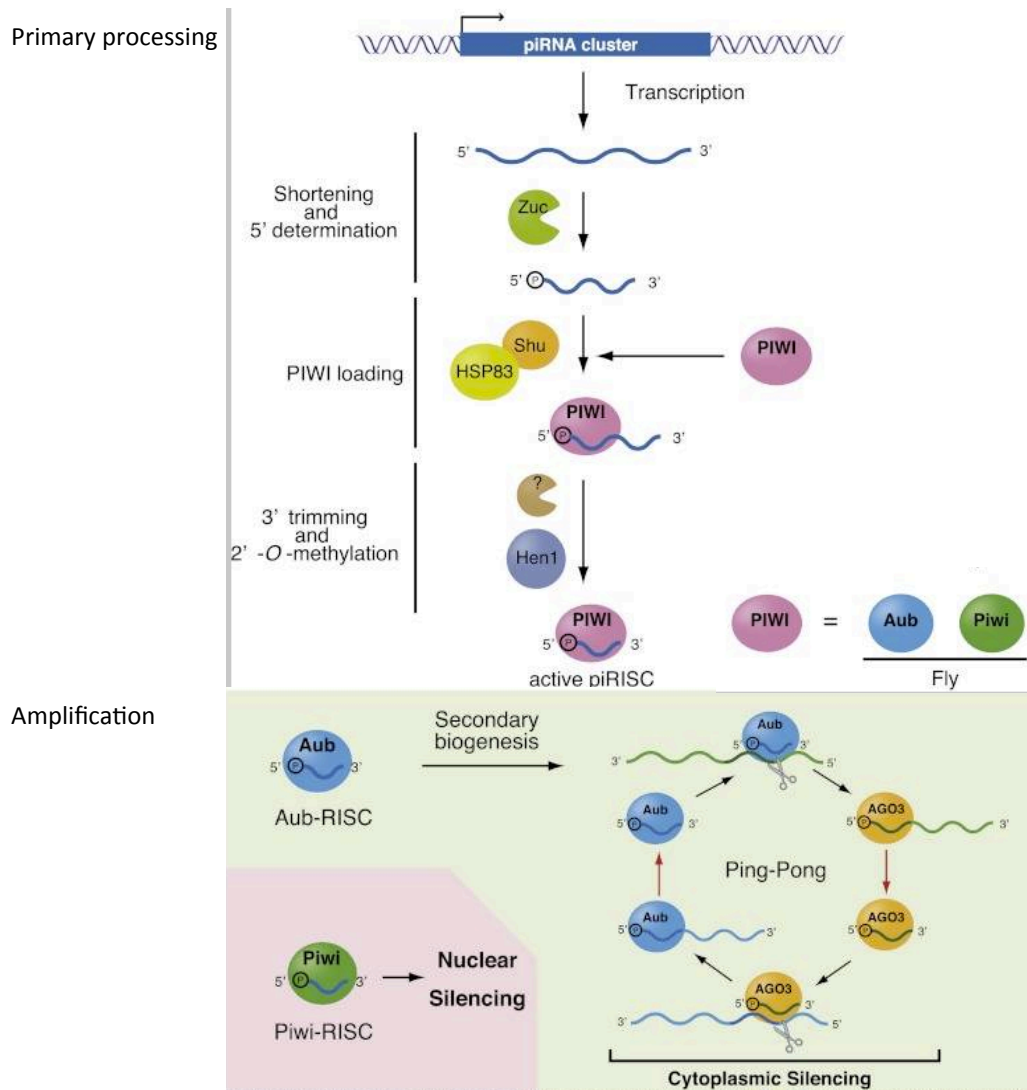 Primary processing
piRNA cluster
Transcription
5’ 3’
Shortening
and
5’ determination
Zuc
5’ P 3’
PIWI loading
HSP83
Shu
PIWI
PIWI
5’ P 3’
3’ trimming
and
2’ -O -methylation
?
Hen1
PIWI
5’ P 3’
active piRISC
PIWI = Aub Piwi
Fly
Amplification
Aub
5’ P 3’
Aub-RISC
Secondary
biogenesis
Aub
5’ P 3’
3’ 5’
Aub
5’ P 3’
AGO3
5’ P 3’
Ping-Pong
Aub
5’ P 3’
AGO3
5’ P 3’
AGO3
5’ P 3’
3’ 5’
Cytoplasmic Silencing
Piwi
5’ P 3’
Piwi-RISC
Nuclear
Silencing